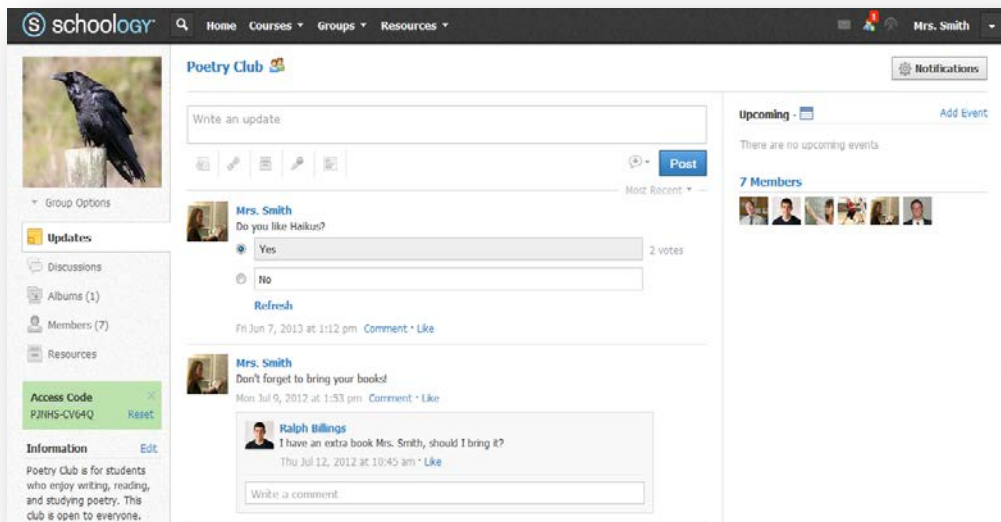 schoology
Home Courses Groups Resources
1
Mrs. Smith
Poetry Club
Notifications
Group Options
Updates
Discussions
Albums (1)
Members (7)
Resources
Access Code
PJNHS-CV64Q Reset
Information Edit
Poetry Club is for students
who enjoy writing, reading,
and studying poetry. This
club is open to everyone.
Write an update
Post
Most Recent
Mrs. Smith
Do you like Haikus?
Yes 2 votes
No
Refresh
Fri Jun 7, 2013 at 1:12 pm Comment · Like
Mrs. Smith
Don't forget to bring your books!
Mon Jul 9, 2012 at 1:53 pm Comment · Like
Ralph Billings
I have an extra book Mrs. Smith, should I bring it?
Thu Jul 12, 2012 at 10:45 am · Like
Write a comment
Upcoming · Add Event
There are no upcoming events
7 Members